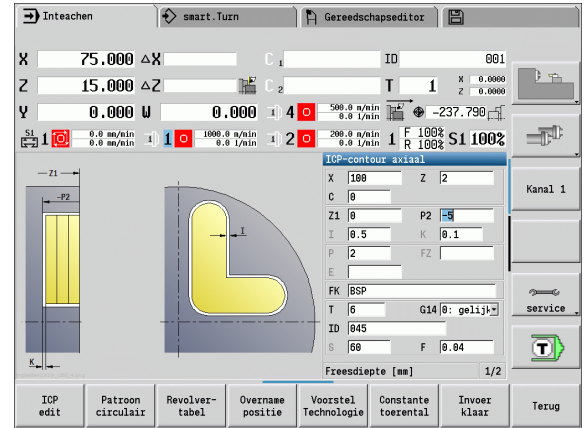 Inteachen smart.Turn Gereedschapseditor
X 75.000 ΔX C 1 ID 001
Z 15.000 ΔZ C 2 T 1 X 0.0000 Z 0.0000
Y 0.000 W 0.000 4 500.0 m/min 0.0 1/min -237.790
S1 1 0.0 mm/min 0.0 mm/min 1 1000.0 m/min 0.0 1/min 2 200.0 m/min 0.0 1/min 1 F 100% R 100% S1 100%
Z1
P2
I
K
ICP-contour axiaal
X 100 Z 2
C 0
Z1 0 P2 -5
I 0.5 K 0.1
P 2 FZ
E
FK BSP
T 6 G14 0: gelijk
ID 045
S 60 F 0.04
Freesdiepte [mm] 1/2
Kanal 1
service
T
ICP edit
Patroon circulair
Revolver-tabel
Overname positie
Voorstel Technologie
Constante toerental
Invoer klaar
Terug